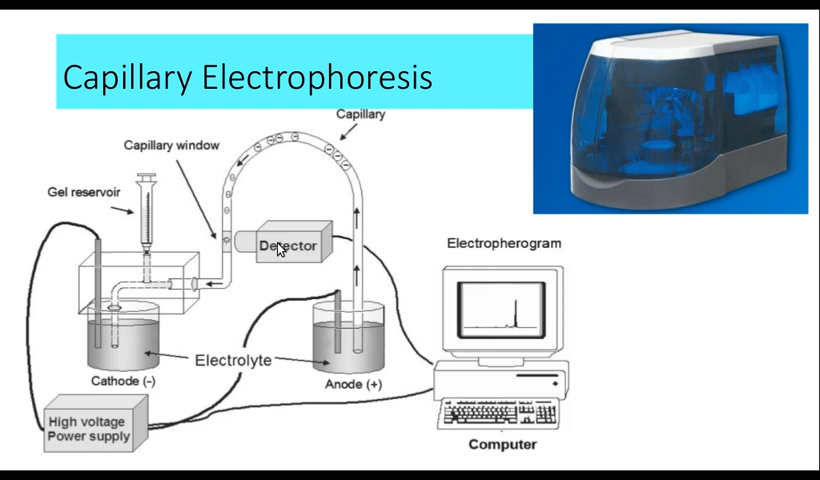 Capillary Electrophoresis
Capillary
Capillary window
Gel reservoir
Detector
Electropherogram
Electrolyte
Cathode (-)
Anode (+)
High voltage
Power supply
Computer